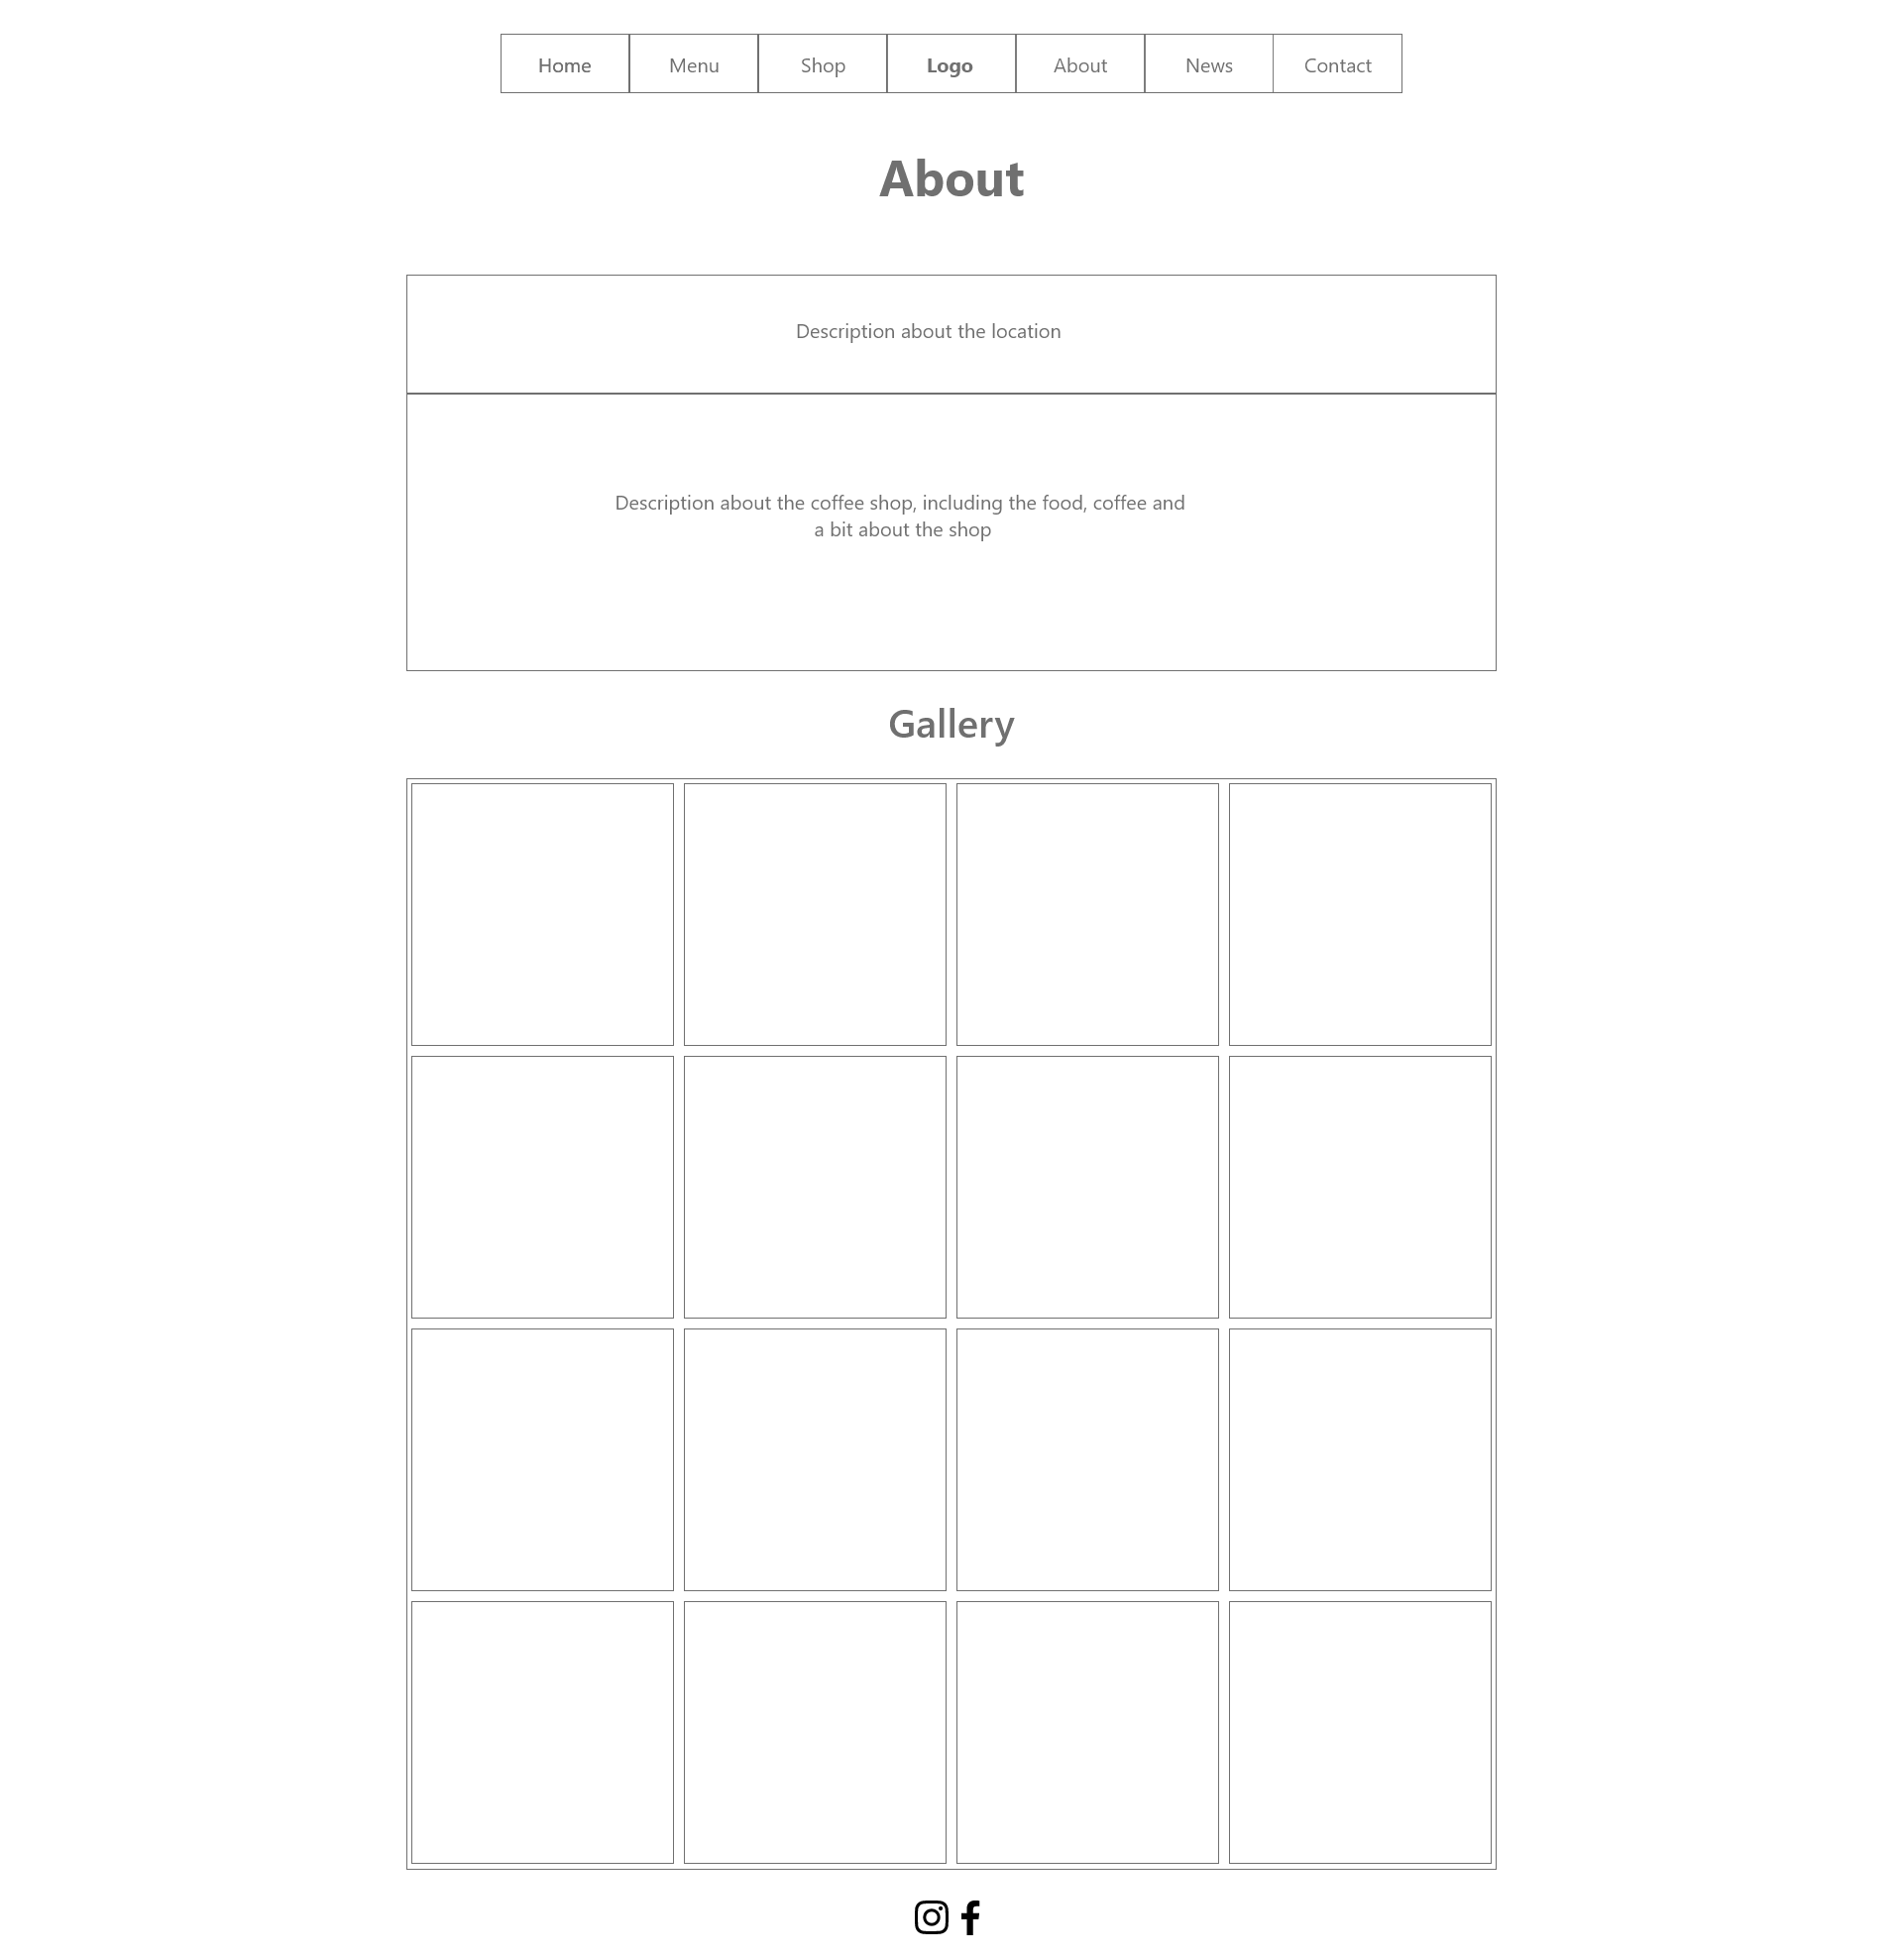 Home Menu Shop Logo About News Contact
About
Description about the location
Description about the coffee shop, including the food, coffee and
a bit about the shop
Gallery